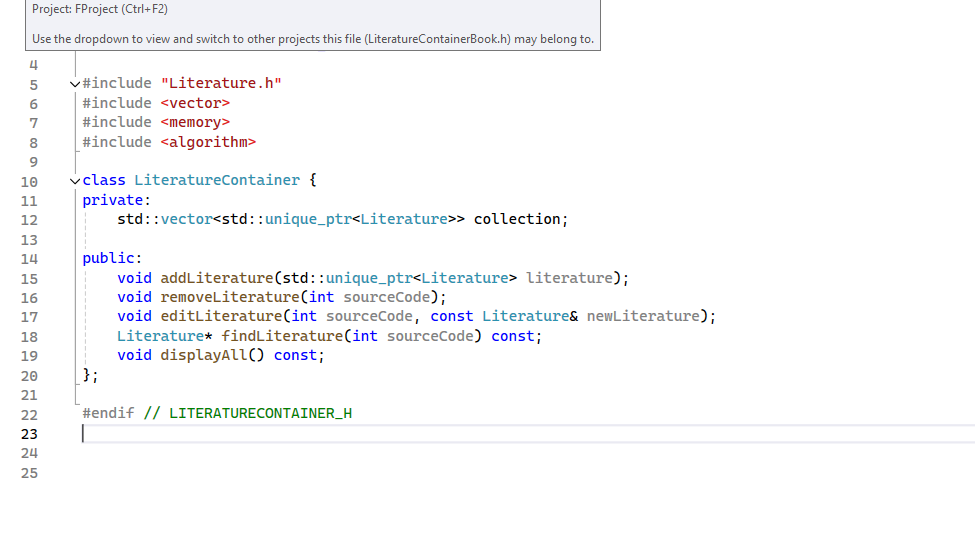 Project: FProject (Ctrl+F2)
Use the dropdown to view and switch to other projects this file (LiteratureContainerBook.h) may belong to.
4
5 #include "Literature.h"
6 #include <vector>
7 #include <memory>
8 #include <algorithm>
9
10 class LiteratureContainer {
11 private:
12 std::vector<std::unique_ptr<Literature>> collection;
13
14 public:
15 void addLiterature(std::unique_ptr<Literature> literature);
16 void removeLiterature(int sourceCode);
17 void editLiterature(int sourceCode, const Literature& newLiterature);
18 Literature* findLiterature(int sourceCode) const;
19 void displayAll() const;
20 };
21
22 #endif // LITERATURECONTAINER_H
23
24
25